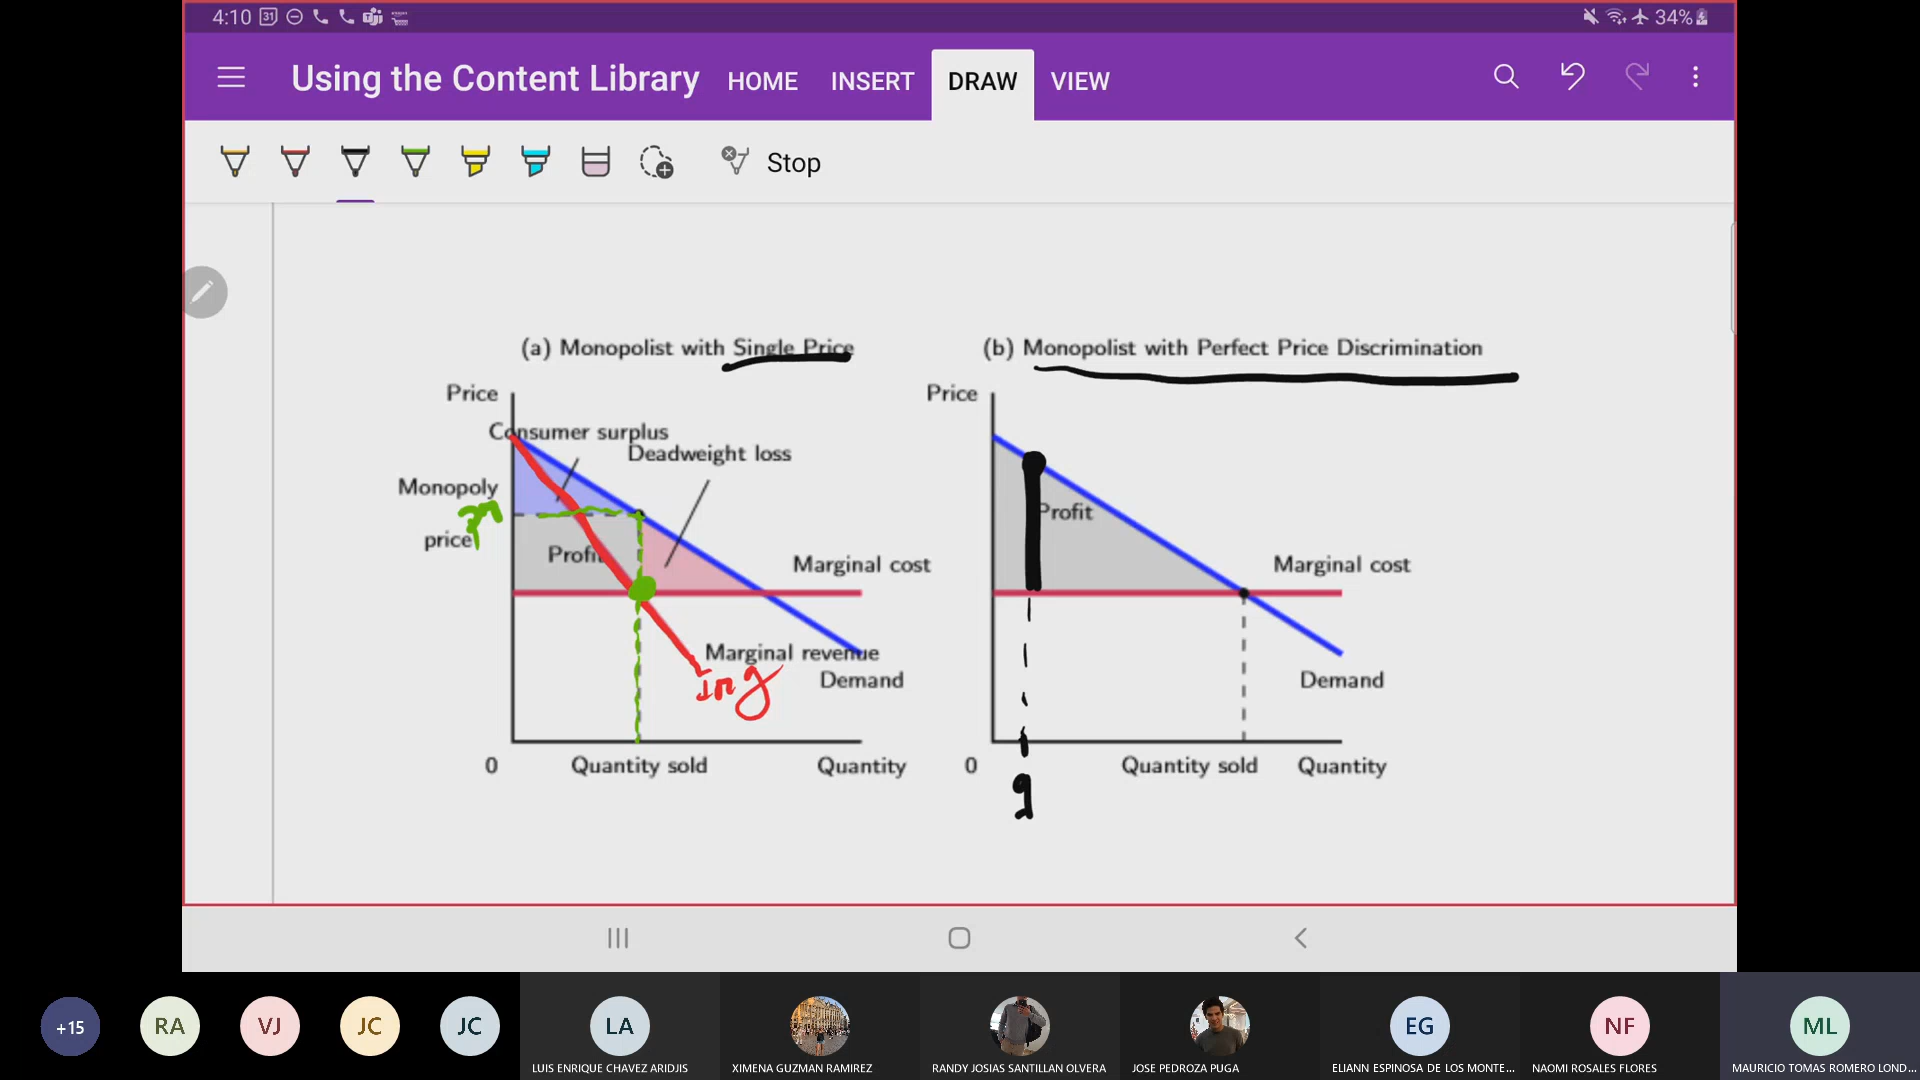 4:10 31 34%
Using the Content Library HOME INSERT DRAW VIEW
Stop
(a) Monopolist with Single Price
Price
Consumer surplus
Deadweight loss
Monopoly
price
Profit
Marginal cost
Marginal revenue
Img
Demand
0 Quantity sold Quantity
(b) Monopolist with Perfect Price Discrimination
Price
Profit
Marginal cost
Demand
0 Quantity sold Quantity
q
+15 RA VJ JC JC LA EG NF ML
LUIS ENRIQUE CHAVEZ ARIDJIS
XIMENA GUZMAN RAMIREZ
RANDY JOSIAS SANTILLAN OLVERA
JOSE PEDROZA PUGA
ELIANN ESPINOSA DE LOS MONTE...
NAOMI ROSALES FLORES
MAURICIO TOMAS ROMERO LOND...